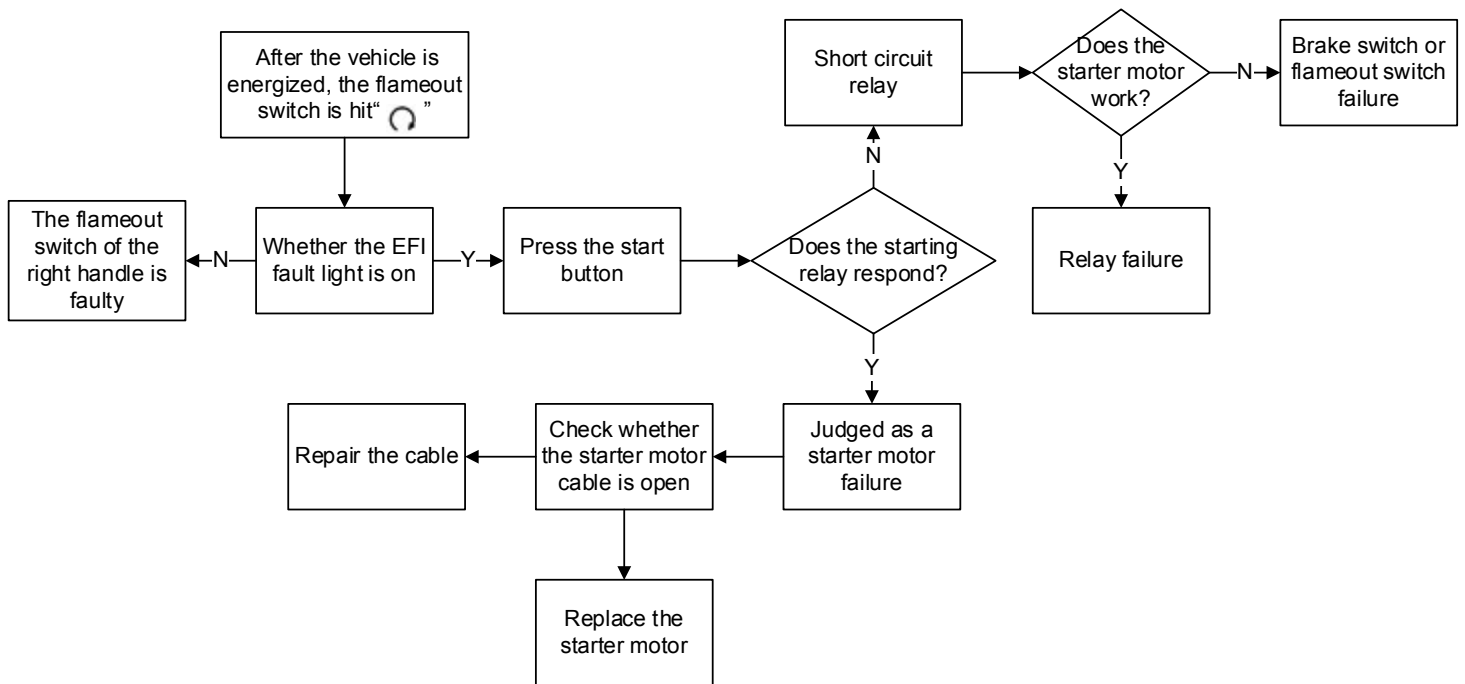 After the vehicle is
energized, the flameout
switch is hit“ ”
Short circuit
relay
Does the
starter motor
work?
N
Brake switch or
flameout switch
failure
N
Y
The flameout
switch of the
right handle is
faulty
N
Whether the EFI
fault light is on
Y
Press the start
button
Does the starting
relay respond?
Relay failure
Y
Repair the cable
Check whether
the starter motor
cable is open
Judged as a
starter motor
failure
Replace the
starter motor